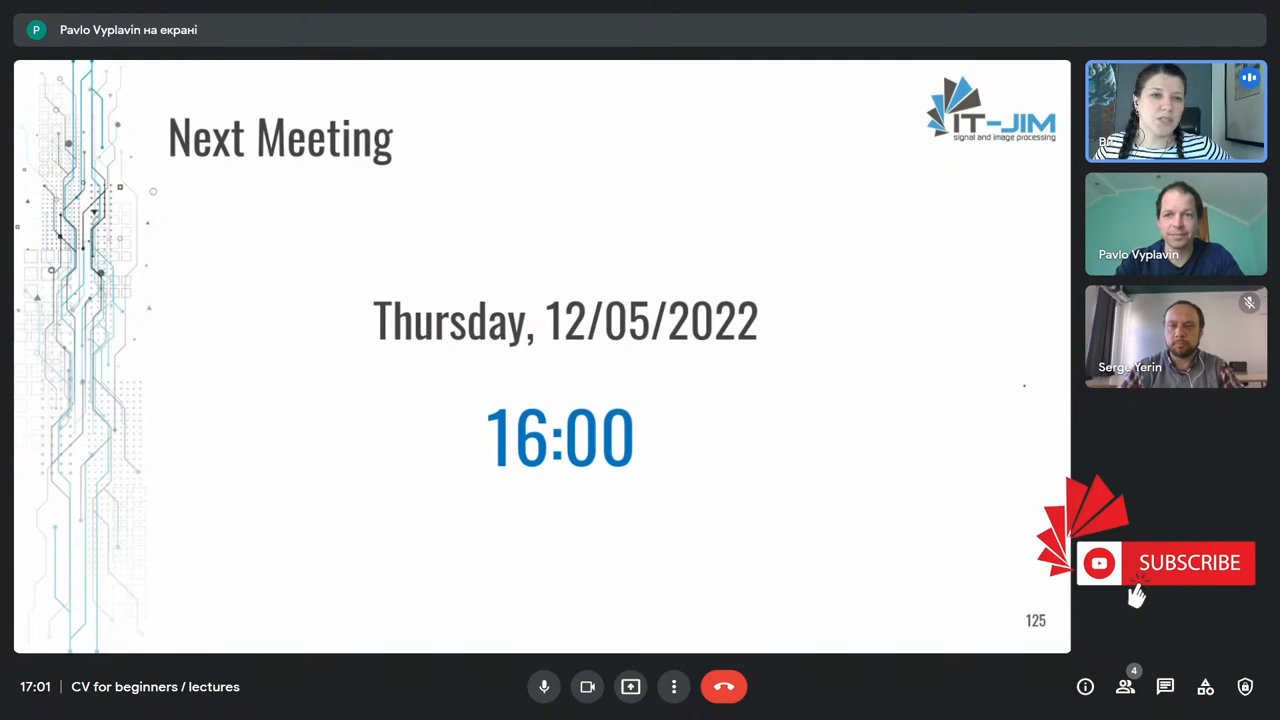 P
Pavlo Vyplavin на екрані
Next Meeting
IT-JIM
signal and image processing
Thursday, 12/05/2022
16:00
125
Pavlo Vyplavin
Serge Yerin
SUBSCRIBE
17:01 | CV for beginners / lectures
4